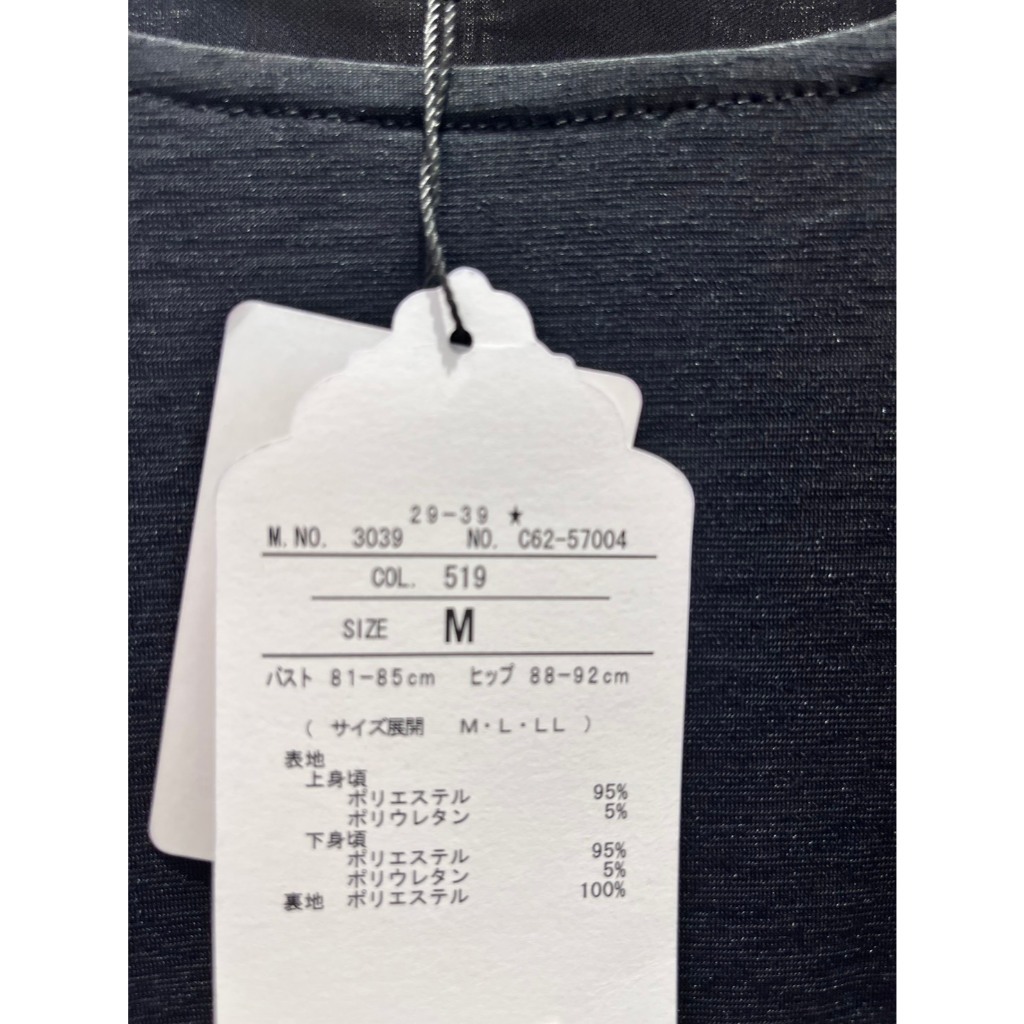 29-39 ★
M.NO. 3039 NO. C62-57004
COL. 519
SIZE M
バスト 81-85cm ヒップ 88-92cm
( サイズ展開 M・L・LL )
表地
上身頃
ポリエステル 95%
ポリウレタン 5%
下身頃
ポリエステル 95%
ポリウレタン 5%
裏地 ポリエステル 100%